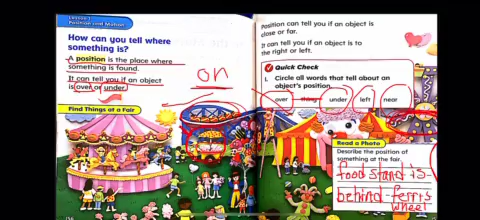 Lesson 1
Position and Motion
How can you tell where
something is?
A position is the place where
something is found.
It can tell you if an object
is over or under.
on
Find Things at a Fair
Position can tell you if an object is
close or far.
It can tell you if an object is to
the right or left.
Quick Check
1. Circle all words that tell about an
object's position.
over thing under left near
Read a Photo
Describe the position of
something at the fair.
food stand is
behind ferris
wheel